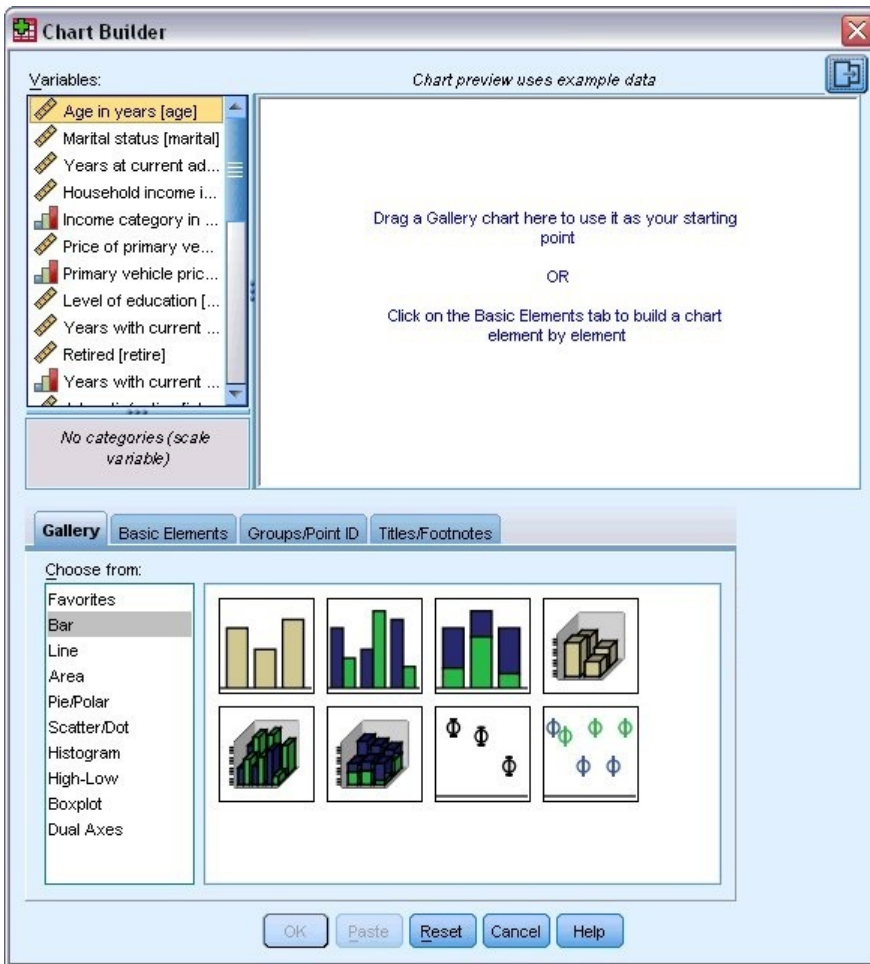 Chart Builder
Variables:
Chart preview uses example data
Age in years [age]
Marital status [marital]
Years at current ad...
Household income i...
Income category in ...
Price of primary ve...
Primary vehicle pric...
Level of education [...
Years with current ...
Retired [retire]
Years with current ...
No categories (scale
variable)
Drag a Gallery chart here to use it as your starting
point
OR
Click on the Basic Elements tab to build a chart
element by element
Gallery
Basic Elements
Groups/Point ID
Titles/Footnotes
Choose from:
Favorites
Bar
Line
Area
Pie/Polar
Scatter/Dot
Histogram
High-Low
Boxplot
Dual Axes
OK
Paste
Reset
Cancel
Help